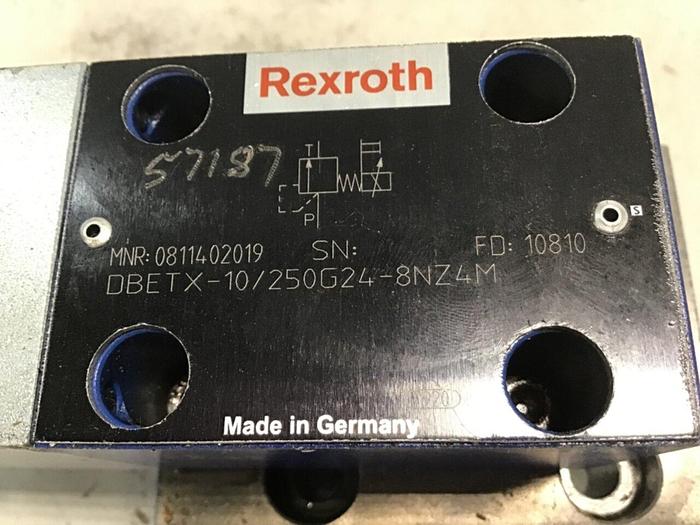 Rexroth
57187
T
P
S
MNR: 0811402019 SN: FD: 10810
DBETX-10/250G24-8NZ4M
Made in Germany